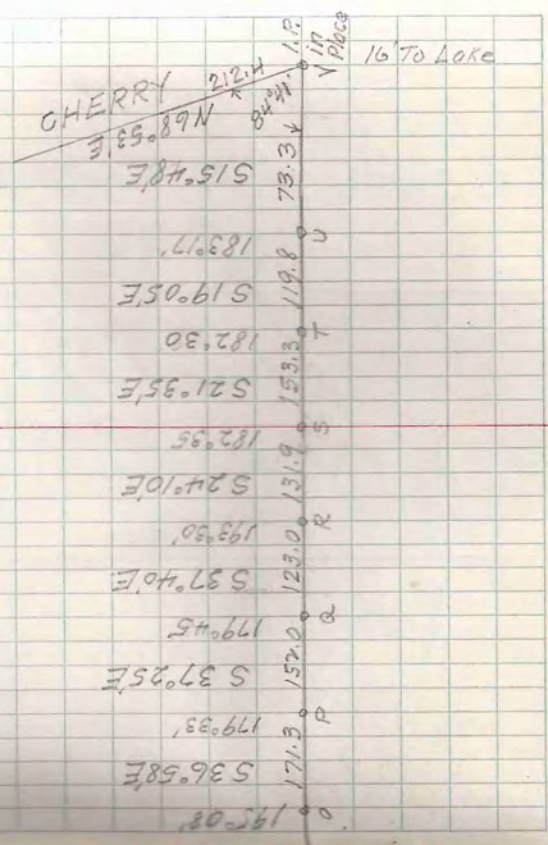 I.P.
in
Place
V
16' To Lake
CHERRY
212.4
N68°53'E
84°41'
73.3
S15°48'E
U
183°17'
119.8
S19°05'E
T
182°30
153.3
S21°35'E
S
182°35
131.9
S24°10'E
R
193°30'
123.0
S37°40'E
Q
179°45
152.0
S37°25'E
P
179°33'
171.3
S36°58'E
O
195°08'